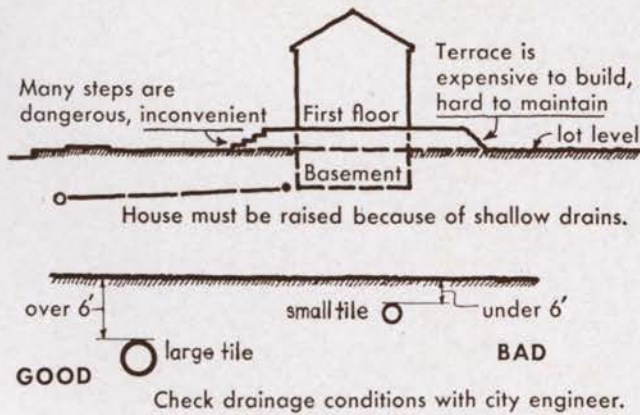 Many steps are
dangerous, inconvenient
First floor
Terrace is
expensive to build,
hard to maintain
lot level
Basement
House must be raised because of shallow drains.
over 6'
small tile
under 6'
large tile
GOOD
BAD
Check drainage conditions with city engineer.